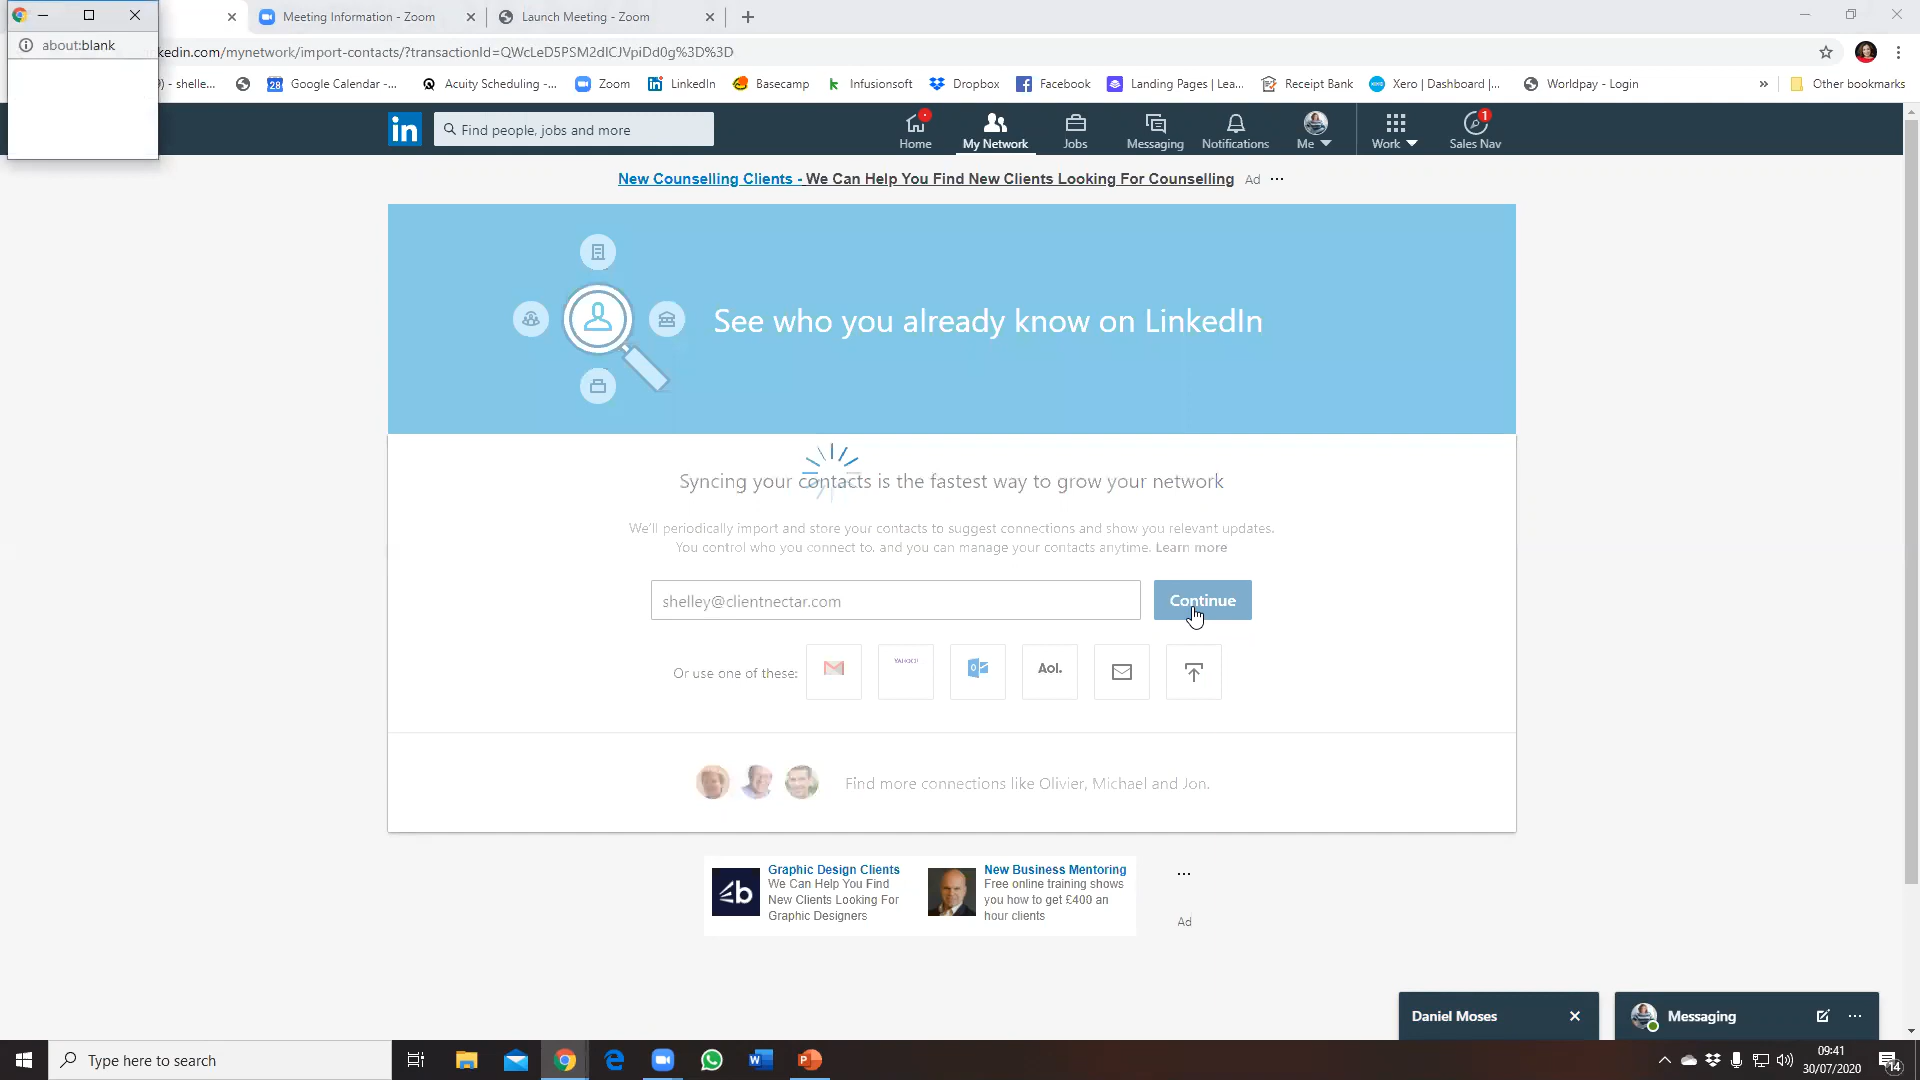 Meeting Information - Zoom
Launch Meeting - Zoom
about:blank
kedin.com/mynetwork/import-contacts/?transactionId=QWcLeD5PSM2dlCJVpiDd0g%3D%3D
) - shelle...
28
Google Calendar -...
Acuity Scheduling -...
Zoom
LinkedIn
Basecamp
Infusionsoft
Dropbox
Facebook
Landing Pages | Lea...
Receipt Bank
Xero | Dashboard |...
Worldpay - Login
»
Other bookmarks
in
Find people, jobs and more
Home
My Network
Jobs
Messaging
Notifications
Me
Work
1
Sales Nav
New Counselling Clients - We Can Help You Find New Clients Looking For Counselling
Ad ...
See who you already know on LinkedIn
Syncing your contacts is the fastest way to grow your network
We'll periodically import and store your contacts to suggest connections and show you relevant updates.
You control who you connect to, and you can manage your contacts anytime. Learn more
shelley@clientnectar.com
Continue
Or use one of these:
YAHOO!
Aol.
Find more connections like Olivier, Michael and Jon.
Graphic Design Clients
We Can Help You Find
New Clients Looking For
Graphic Designers
New Business Mentoring
Free online training shows
you how to get £400 an
hour clients
...
Ad
Daniel Moses
Messaging
...
Type here to search
09:41
30/07/2020
14